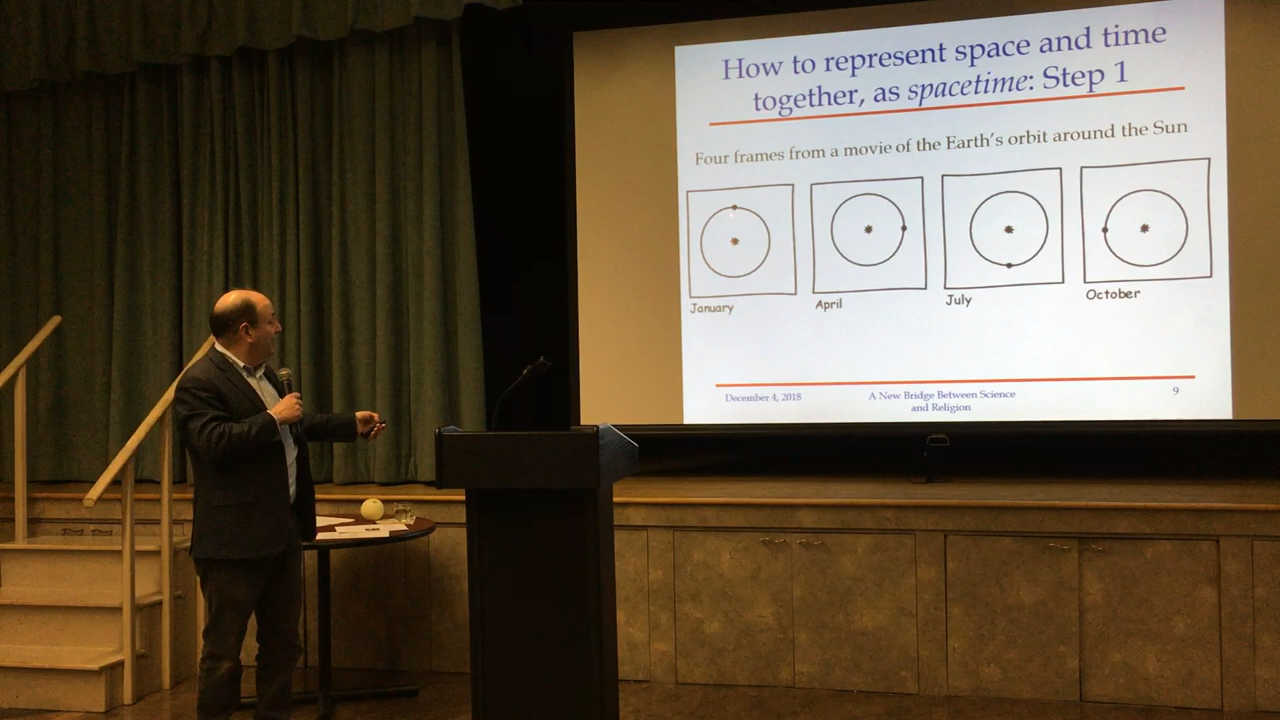 How to represent space and time
together, as spacetime: Step 1
Four frames from a movie of the Earth's orbit around the Sun
January
April
July
October
December 4, 2018
A New Bridge Between Science
and Religion
9